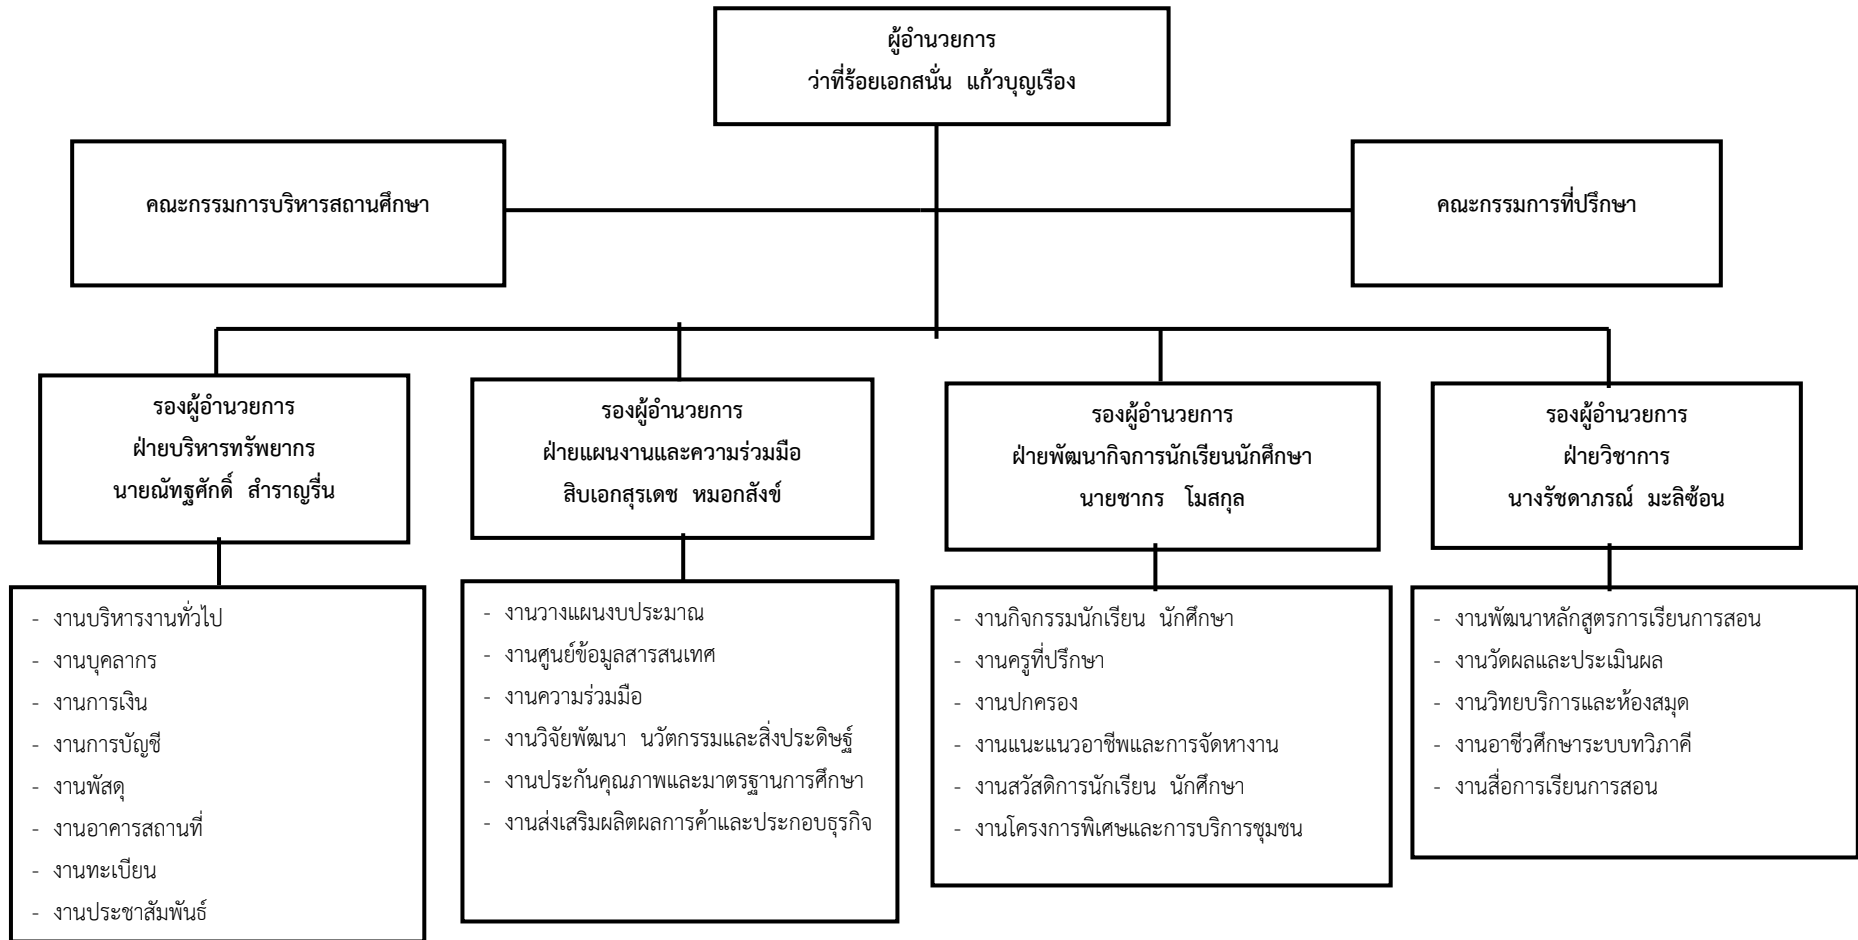 ผู้อำนวยการ
ว่าที่ร้อยเอกสนั่น แก้วบุญเรือง
คณะกรรมการบริหารสถานศึกษา
คณะกรรมการที่ปรึกษา
รองผู้อำนวยการ
ฝ่ายบริหารทรัพยากร
นายณัทฐศักดิ์ สำราญรื่น
รองผู้อำนวยการ
ฝ่ายแผนงานและความร่วมมือ
สิบเอกสุรเดช หมอกสังข์
รองผู้อำนวยการ
ฝ่ายพัฒนากิจการนักเรียนนักศึกษา
นายชากร โมสกุล
รองผู้อำนวยการ
ฝ่ายวิชาการ
นางรัชดาภรณ์ มะลิซ้อน
- งานบริหารงานทั่วไป
- งานบุคลากร
- งานการเงิน
- งานการบัญชี
- งานพัสดุ
- งานอาคารสถานที่
- งานทะเบียน
- งานประชาสัมพันธ์
- งานวางแผนงบประมาณ
- งานศูนย์ข้อมูลสารสนเทศ
- งานความร่วมมือ
- งานวิจัยพัฒนา นวัตกรรมและสิ่งประดิษฐ์
- งานประกันคุณภาพและมาตรฐานการศึกษา
- งานส่งเสริมผลิตผลการค้าและประกอบธุรกิจ
- งานกิจกรรมนักเรียน นักศึกษา
- งานครูที่ปรึกษา
- งานปกครอง
- งานแนะแนวอาชีพและการจัดหางาน
- งานสวัสดิการนักเรียน นักศึกษา
- งานโครงการพิเศษและการบริการชุมชน
- งานพัฒนาหลักสูตรการเรียนการสอน
- งานวัดผลและประเมินผล
- งานวิทยบริการและห้องสมุด
- งานอาชีวศึกษาระบบทวิภาคี
- งานสื่อการเรียนการสอน